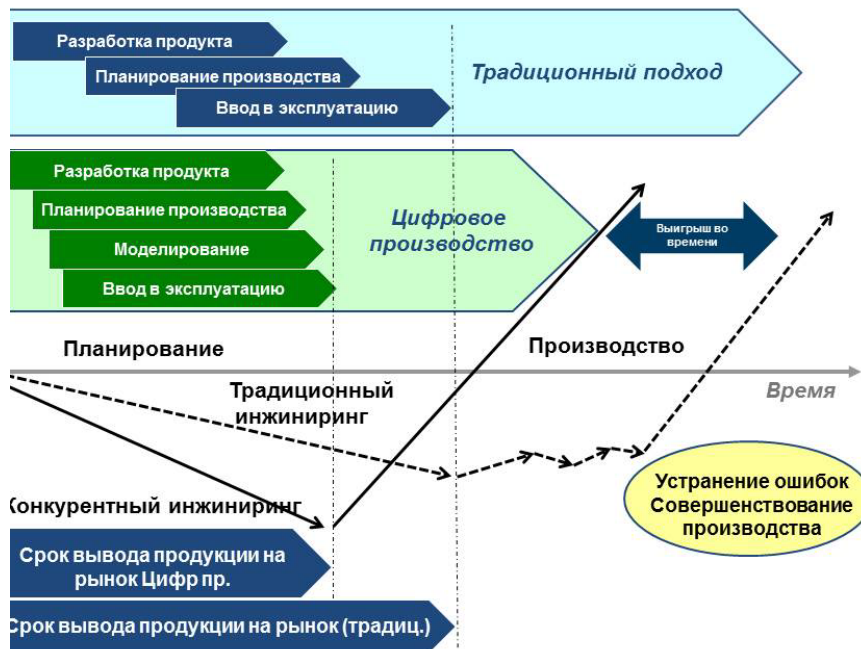 Разработка продукта
Планирование производства
Ввод в эксплуатацию
Традиционный подход
Разработка продукта
Планирование производства
Моделирование
Ввод в эксплуатацию
Цифровое
производство
Выигрыш во
времени
Планирование
Производство
Традиционный
инжиниринг
Время
Конкурентный инжиниринг
Устранение ошибок
Совершенствование
производства
Срок вывода продукции на
рынок Цифр пр.
Срок вывода продукции на рынок (традиц.)